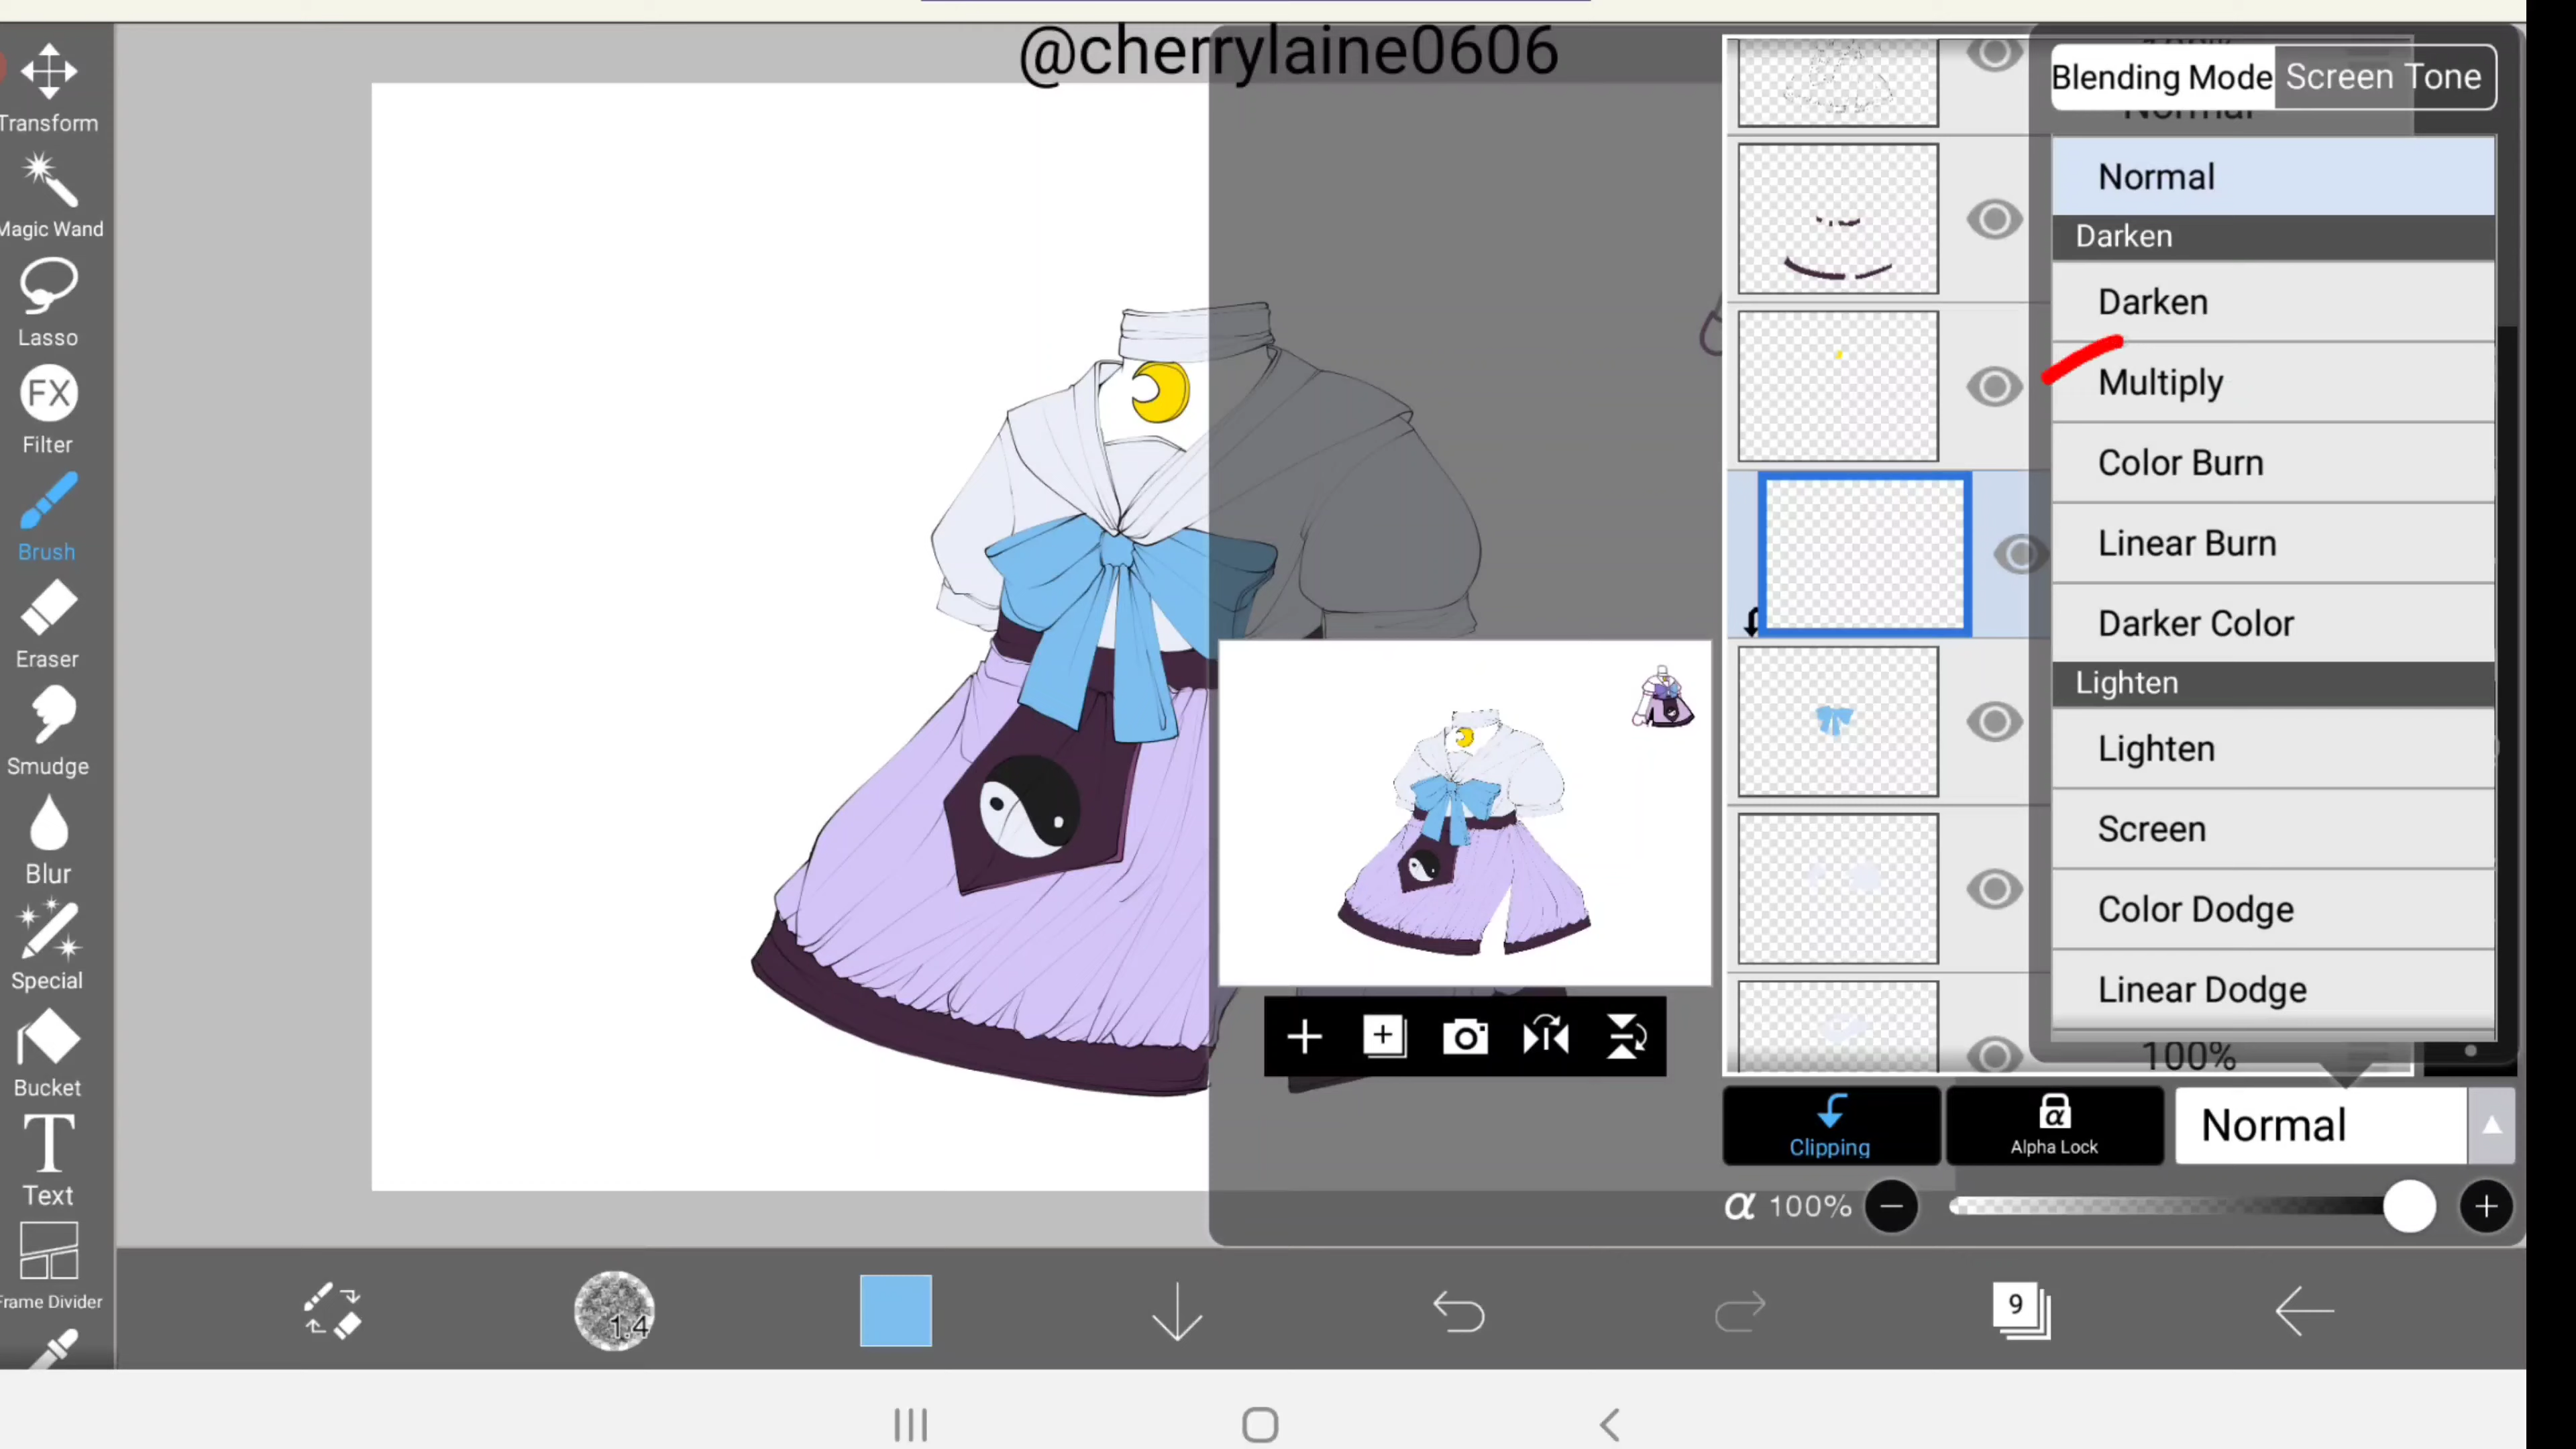 @cherrylaine0606
Transform
Magic Wand
Lasso
FX
Filter
Brush
Eraser
Smudge
Blur
Special
Bucket
T
Text
Frame Divider
Blending Mode
Screen Tone
Normal
Normal
Darken
Darken
Multiply
Color Burn
Linear Burn
Darker Color
Lighten
Lighten
Screen
Color Dodge
Linear Dodge
100%
Clipping
α
Alpha Lock
Normal
α 100%
1.4
9